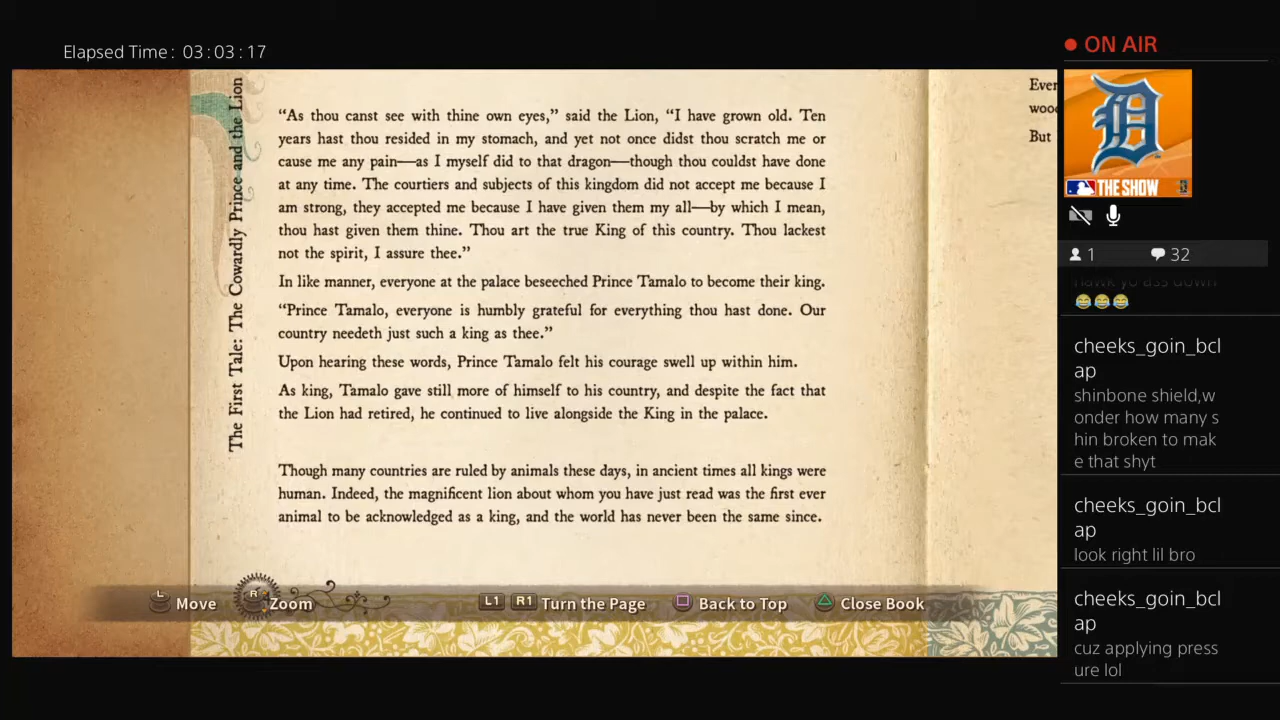 Elapsed Time: 03:03:17
ON AIR
The First Tale: The Cowardly Prince and the Lion
“As thou canst see with thine own eyes,” said the Lion, “I have grown old. Ten
years hast thou resided in my stomach, and yet not once didst thou scratch me or
cause me any pain—as I myself did to that dragon—though thou couldst have done
at any time. The courtiers and subjects of this kingdom did not accept me because I
am strong, they accepted me because I have given them my all—by which I mean,
thou hast given them thine. Thou art the true King of this country. Thou lackest
not the spirit, I assure thee.”
In like manner, everyone at the palace beseeched Prince Tamalo to become their king.
“Prince Tamalo, everyone is humbly grateful for everything thou hast done. Our
country needeth just such a king as thee.”
Upon hearing these words, Prince Tamalo felt his courage swell up within him.
As king, Tamalo gave still more of himself to his country, and despite the fact that
the Lion had retired, he continued to live alongside the King in the palace.
Though many countries are ruled by animals these days, in ancient times all kings were
human. Indeed, the magnificent lion about whom you have just read was the first ever
animal to be acknowledged as a king, and the world has never been the same since.
But
L Move
R Zoom
L1 R1 Turn the Page
Back to Top
Close Book
D
MLB THE SHOW
1
32
😂😂😂
cheeks_goin_bcl
ap
shinbone shield,w
onder how many s
hin broken to mak
e that shyt
cheeks_goin_bcl
ap
look right lil bro
cheeks_goin_bcl
ap
cuz applying press
ure lol